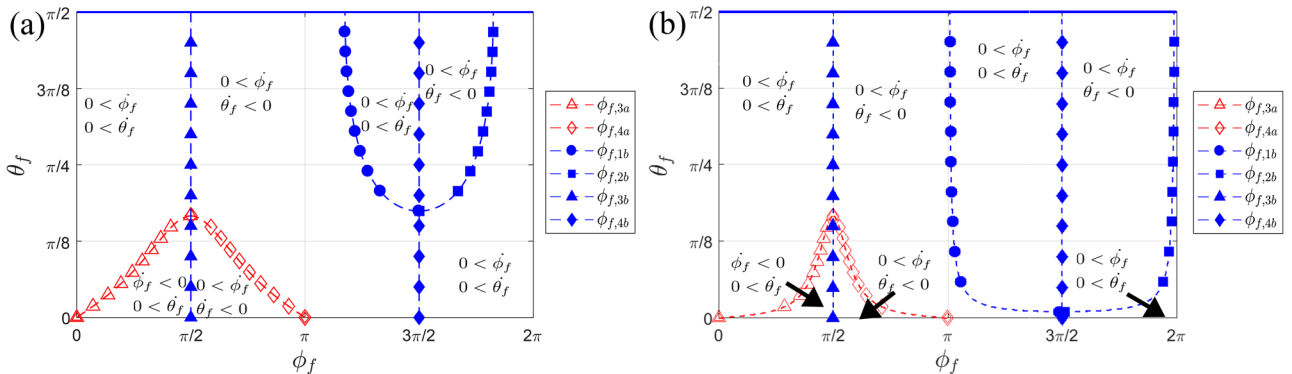 (a)
π/2
3π/8
π/4
π/8
0
θ_f
0
π/2
π
3π/2
2π
ϕ_f
0 < ϕ̇_f
0 < θ̇_f
0 < ϕ̇_f
θ̇_f < 0
0 < ϕ̇_f
0 < θ̇_f
0 < ϕ̇_f
θ̇_f < 0
ϕ̇_f < 0
0 < θ̇_f
0 < ϕ̇_f
θ̇_f < 0
0 < ϕ̇_f
0 < θ̇_f
ϕ_{f,3a}
ϕ_{f,4a}
ϕ_{f,1b}
ϕ_{f,2b}
ϕ_{f,3b}
ϕ_{f,4b}
(b)
π/2
3π/8
π/4
π/8
0
θ_f
0
π/2
π
3π/2
2π
ϕ_f
0 < ϕ̇_f
0 < θ̇_f
0 < ϕ̇_f
θ̇_f < 0
0 < ϕ̇_f
0 < θ̇_f
0 < ϕ̇_f
θ̇_f < 0
ϕ̇_f < 0
0 < θ̇_f
0 < ϕ̇_f
θ̇_f < 0
0 < ϕ̇_f
0 < θ̇_f
ϕ_{f,3a}
ϕ_{f,4a}
ϕ_{f,1b}
ϕ_{f,2b}
ϕ_{f,3b}
ϕ_{f,4b}